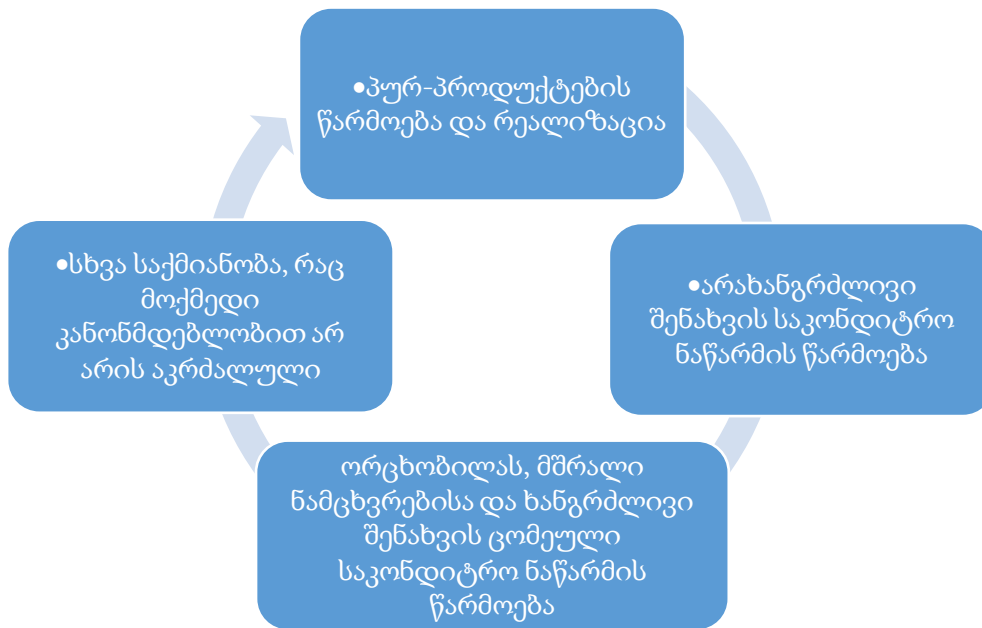 •პურ-პროდუქტების
წარმოება და რეალიზაცია
•არახანგრძლივი
შენახვის საკონდიტრო
ნაწარმის წარმოება
ორცხობილას, მშრალი
ნამცხვრებისა და ხანგრძლივი
შენახვის ცომეული
საკონდიტრო ნაწარმის
წარმოება
•სხვა საქმიანობა, რაც
მოქმედი
კანონმდებლობით არ
არის აკრძალული